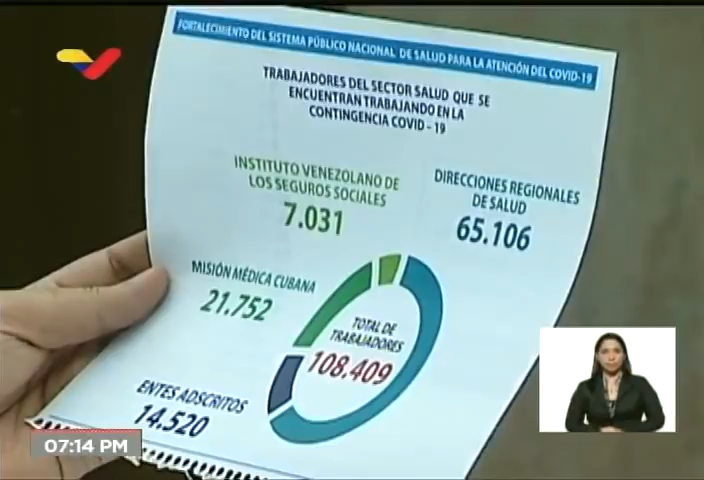 FORTALECIMIENTO DEL SISTEMA PÚBLICO NACIONAL DE SALUD PARA LA ATENCIÓN DEL COVID-19
TRABAJADORES DEL SECTOR SALUD QUE SE
ENCUENTRAN TRABAJANDO EN LA
CONTINGENCIA COVID - 19
INSTITUTO VENEZOLANO DE
LOS SEGUROS SOCIALES
7.031
DIRECCIONES REGIONALES
DE SALUD
65.106
MISIÓN MÉDICA CUBANA
21.752
TOTAL DE
TRABAJADORES
108.409
ENTES ADSCRITOS
14.520
07:14 PM